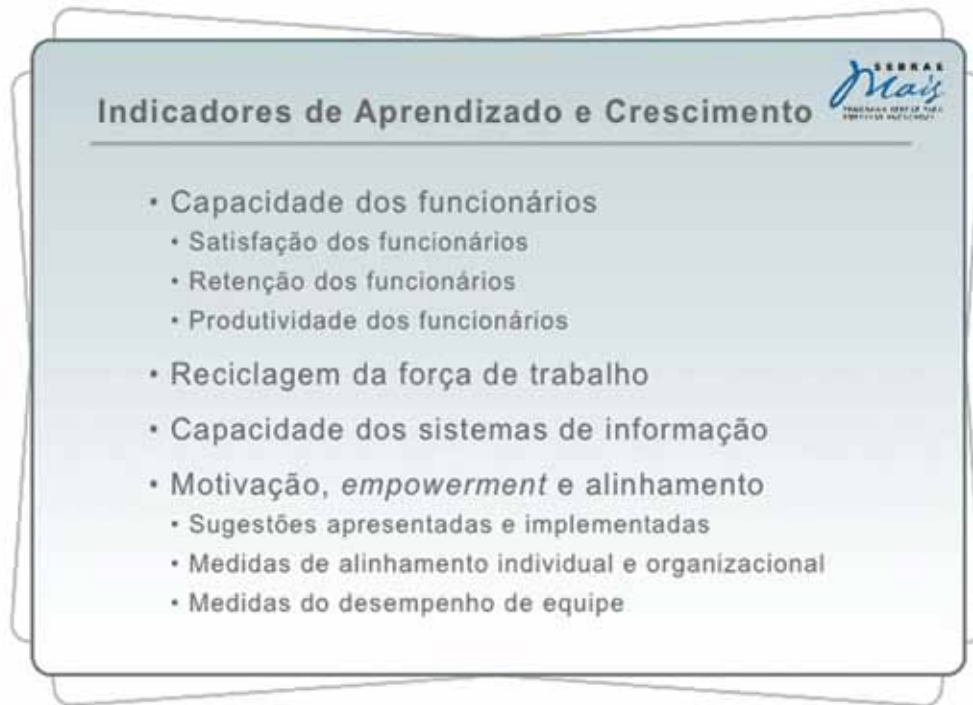 SEBRAE
Mais
Indicadores de Aprendizado e Crescimento
• Capacidade dos funcionários
• Satisfação dos funcionários
• Retenção dos funcionários
• Produtividade dos funcionários
• Reciclagem da força de trabalho
• Capacidade dos sistemas de informação
• Motivação, empowerment e alinhamento
• Sugestões apresentadas e implementadas
• Medidas de alinhamento individual e organizacional
• Medidas do desempenho de equipe